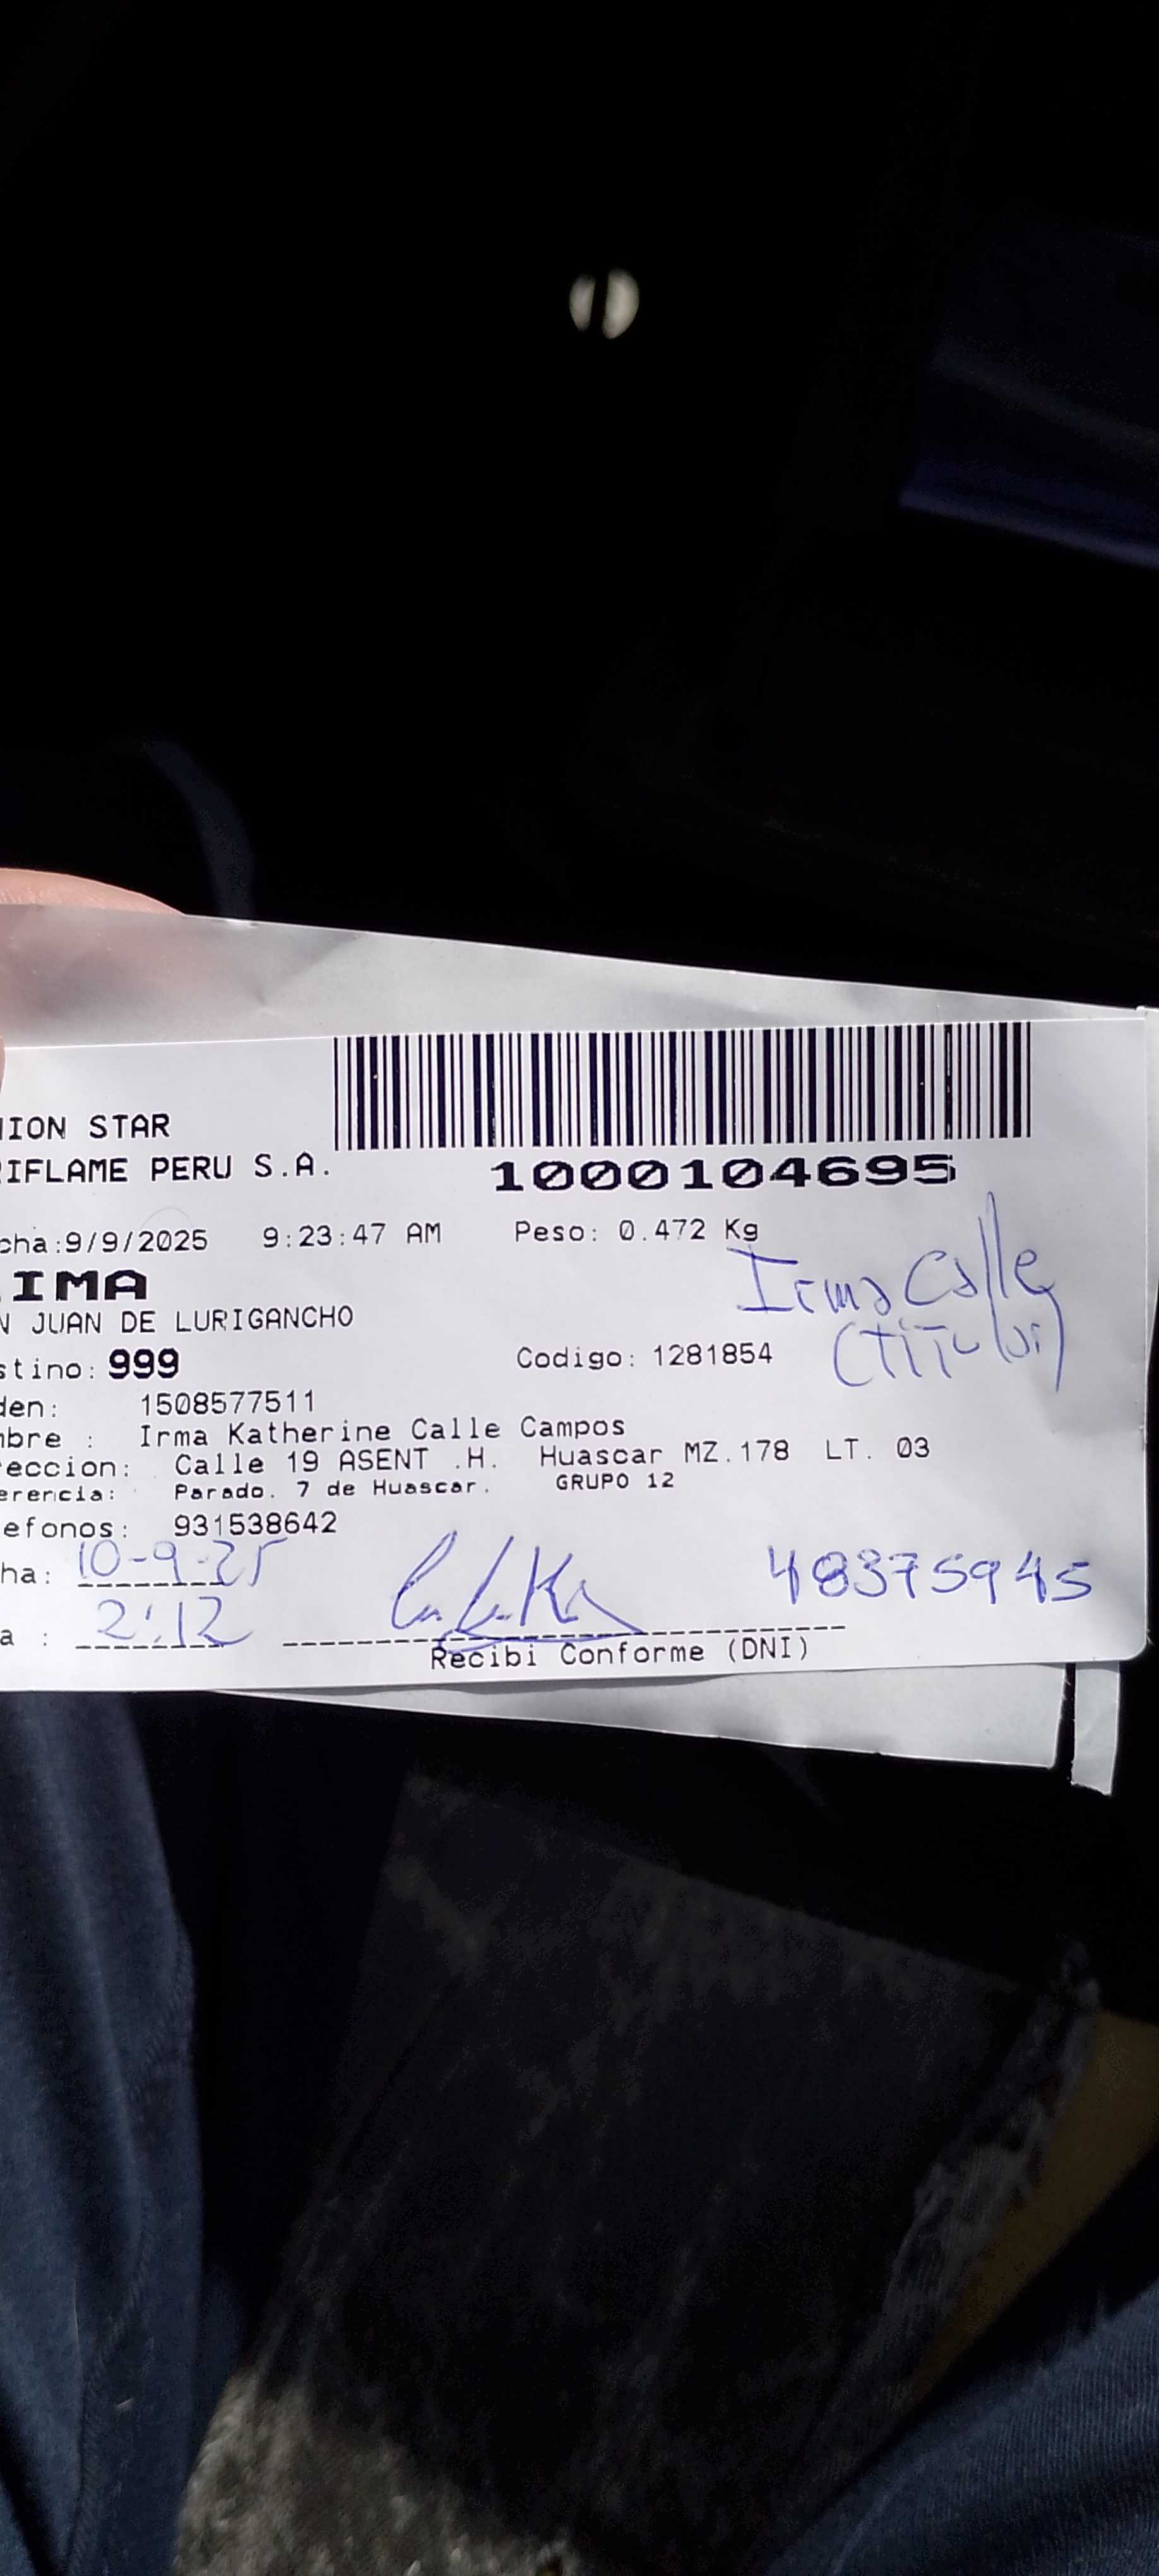 NION STAR
RIFLAME PERU S.A.
1000104695
cha:9/9/2025 9:23:47 AM Peso: 0.472 Kg
IMA
Irma Calle
N JUAN DE LURIGANCHO
(Titular)
stino: 999 Codigo: 1281854
den: 1508577511
mbre : Irma Katherine Calle Campos
reccion: Calle 19 ASENT .H. Huascar MZ.178 LT. 03
erencia: Parado. 7 de Huascar. GRUPO 12
efonos: 931538642
ha: 10-9-25 48375945
a : 2:12
Recibi Conforme (DNI)